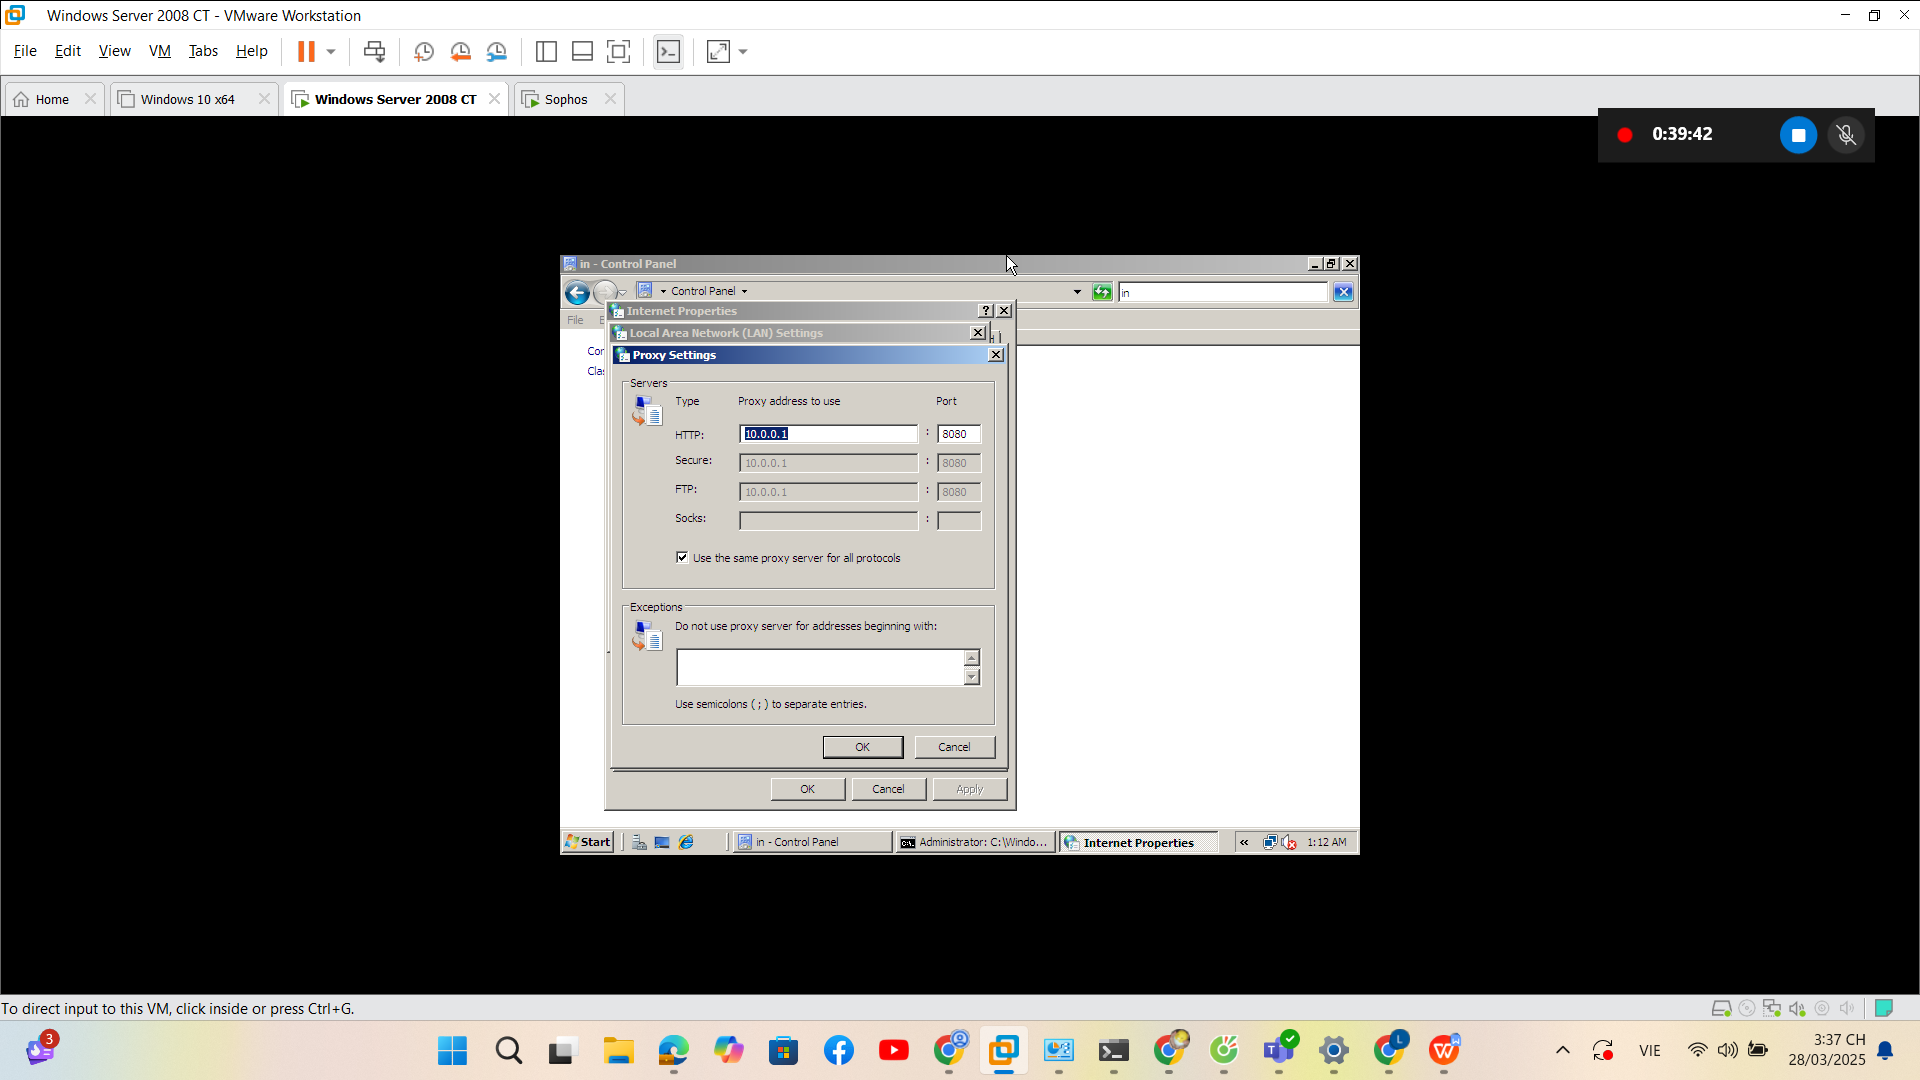 Windows Server 2008 CT - VMware Workstation
File Edit View VM Tabs Help
Home Windows 10 x64 Windows Server 2008 CT Sophos
0:39:42
in - Control Panel
Control Panel
in
File
Internet Properties
Local Area Network (LAN) Settings
Proxy Settings
Servers
Type Proxy address to use Port
HTTP: 10.0.0.1 : 8080
Secure: 10.0.0.1 : 8080
FTP: 10.0.0.1 : 8080
Socks: :
Use the same proxy server for all protocols
Exceptions
Do not use proxy server for addresses beginning with:
Use semicolons ( ; ) to separate entries.
OK Cancel
OK Cancel Apply
Start in - Control Panel Administrator: C:\Windo... Internet Properties « 1:12 AM
To direct input to this VM, click inside or press Ctrl+G.
3 VIE 3:37 CH
28/03/2025